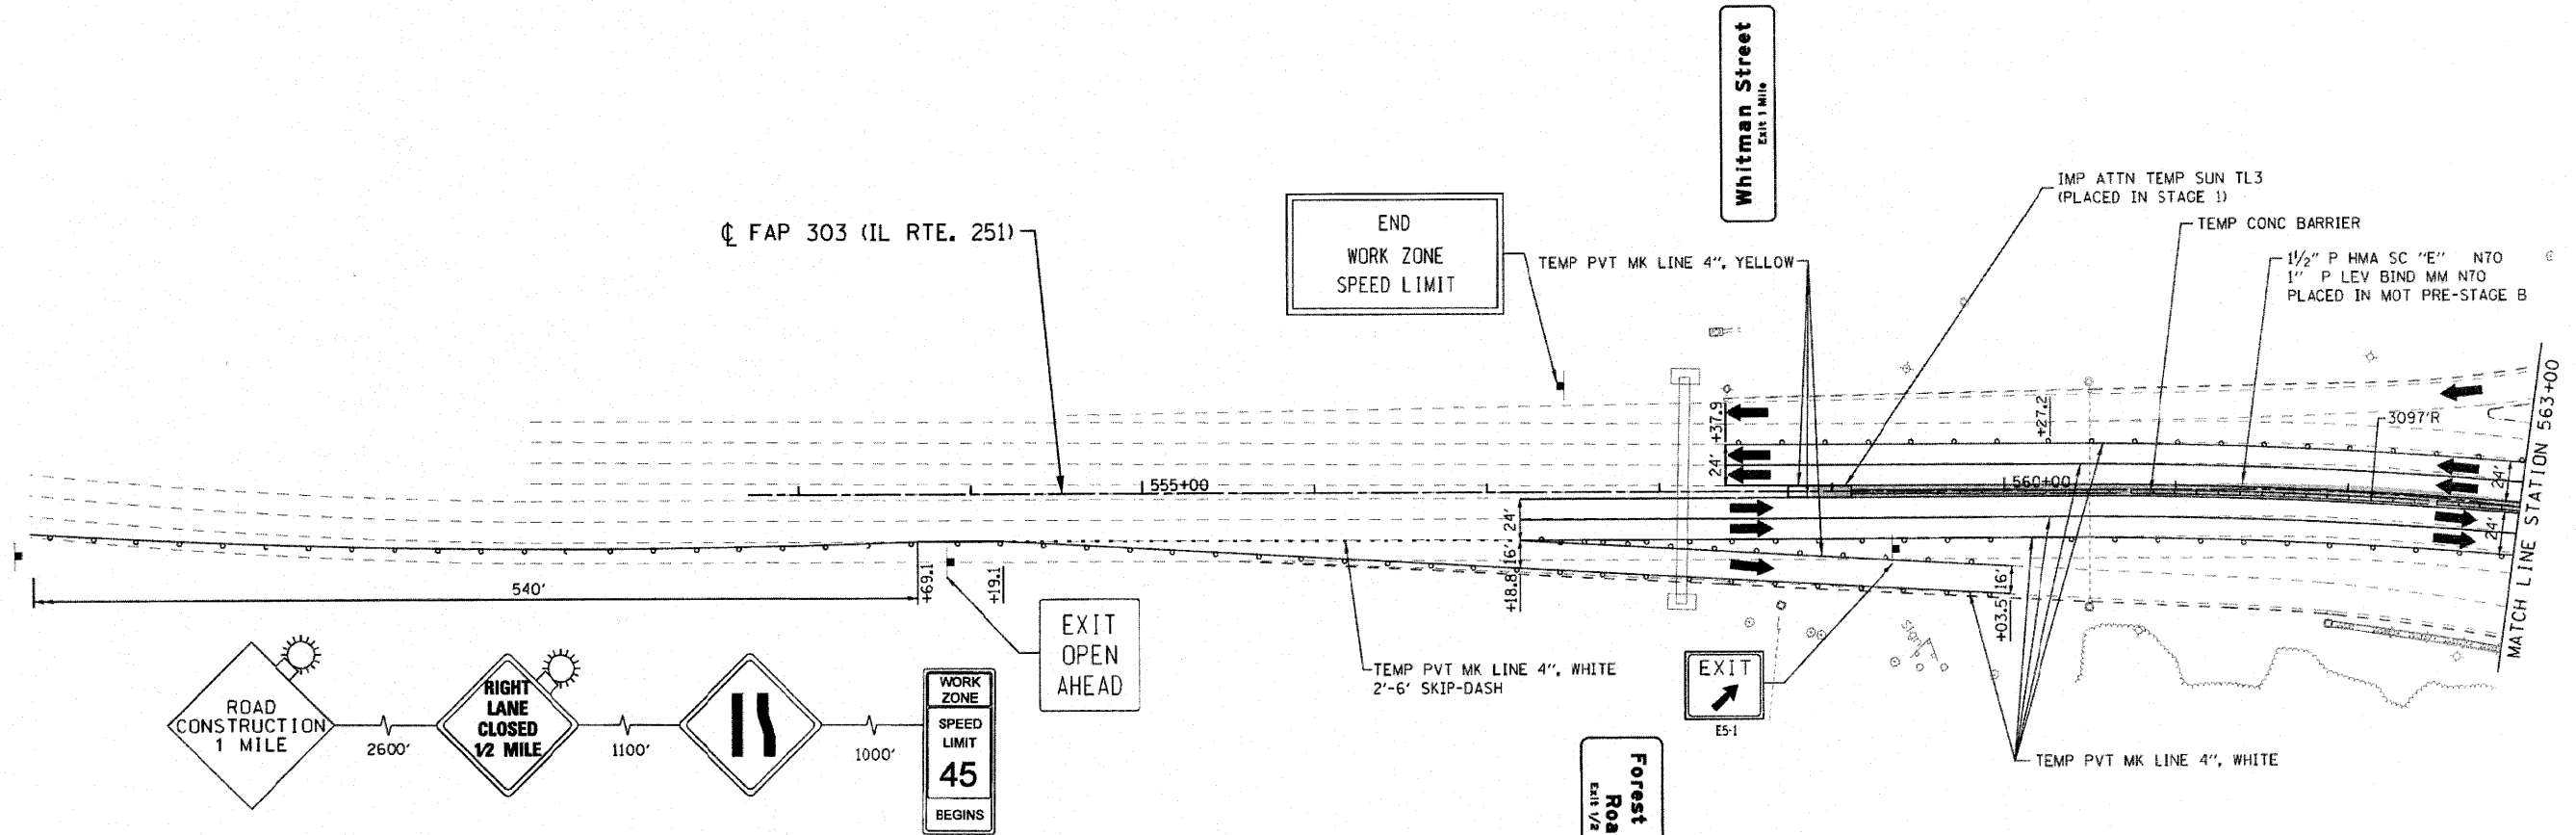 Whitman Street
Exit 1 Mile
IMP ATTN TEMP SUN TL3
(PLACED IN STAGE 1)
TEMP CONC BARRIER
1½" P HMA SC "E" N70
1" P LEV BIND MM N70
PLACED IN MOT PRE-STAGE B
℄ FAP 303 (IL RTE. 251)
END
WORK ZONE
SPEED LIMIT
TEMP PVT MK LINE 4", YELLOW
+37.9
24'
+27.2
3097'R
MATCH LINE STATION 563+00
555+00
560+00
24'
24'
24'
16'
+18.8
540'
+69.1
+19.1
16'
+03.5
EXIT
OPEN
AHEAD
TEMP PVT MK LINE 4", WHITE
2'-6' SKIP-DASH
Sign
EXIT
E5-1
TEMP PVT MK LINE 4", WHITE
ROAD
CONSTRUCTION
1 MILE
2600'
RIGHT
LANE
CLOSED
1/2 MILE
1100'
1000'
WORK
ZONE
SPEED
LIMIT
45
BEGINS
Forest
Roa
Exit 1/2